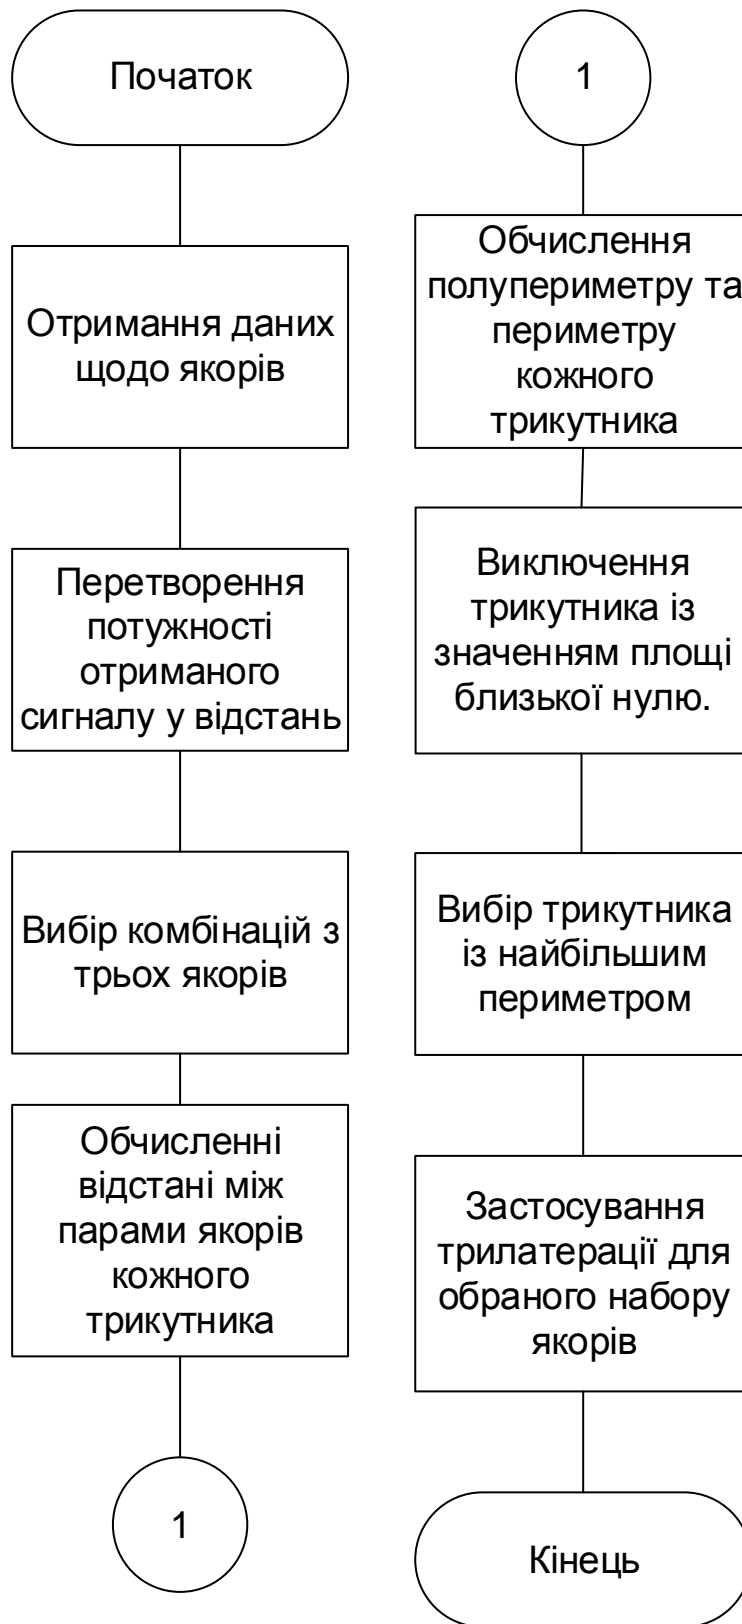 Початок
Отримання даних
щодо якорів
Перетворення
потужності
отриманого
сигналу у відстань
Вибір комбінацій з
трьох якорів
Обчисленні
відстані між
парами якорів
кожного
трикутника
1
1
Обчислення
полупериметру та
периметру
кожного
трикутника
Виключення
трикутника із
значенням площі
близької нулю.
Вибір трикутника
із найбільшим
периметром
Застосування
трилатерації для
обраного набору
якорів
Кінець